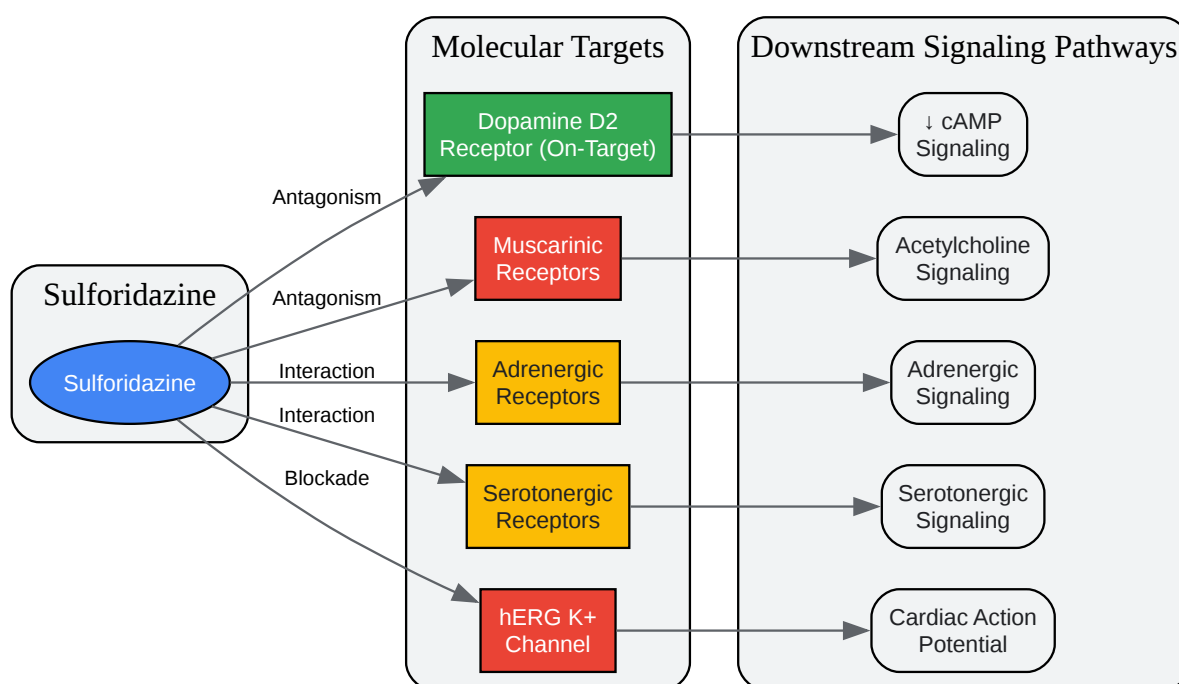 Molecular Targets
Downstream Signaling Pathways
Dopamine D2
Receptor (On-Target)
↓ cAMP
Signaling
Antagonism
Muscarinic
Receptors
Acetylcholine
Signaling
Sulforidazine
Antagonism
Sulforidazine
Interaction
Adrenergic
Receptors
Adrenergic
Signaling
Interaction
Blockade
Serotonergic
Receptors
Serotonergic
Signaling
hERG K+
Channel
Cardiac Action
Potential